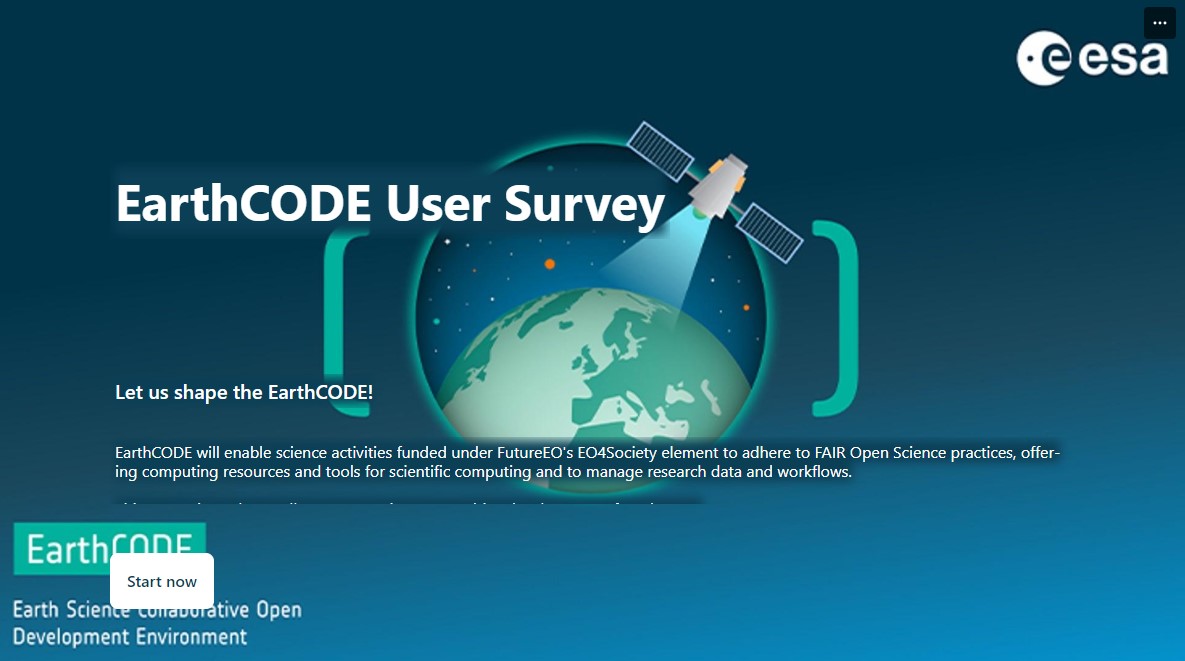 esa
EarthCODE User Survey
Let us shape the EarthCODE!
EarthCODE will enable science activities funded under FutureEO's EO4Society element to adhere to FAIR Open Science practices, offer-
ing computing resources and tools for scientific computing and to manage research data and workflows.
EarthCODE
Start now
Earth Science Collaborative Open
Development Environment